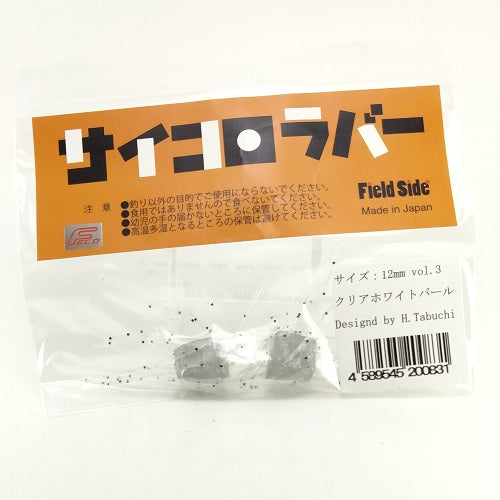 サイコロラバー
注 意
●釣り以外の目的でご使用にならないでください。
●食用ではありませんので食べないでください。
●幼児の手の届かないところに保管してください。
●高温多湿となるところの保管は避けてください。
FECO
Field Side
Made in Japan
サイズ：12mm vol.3
クリアホワイトパール
Designd by H.Tabuchi
4 589545 200831